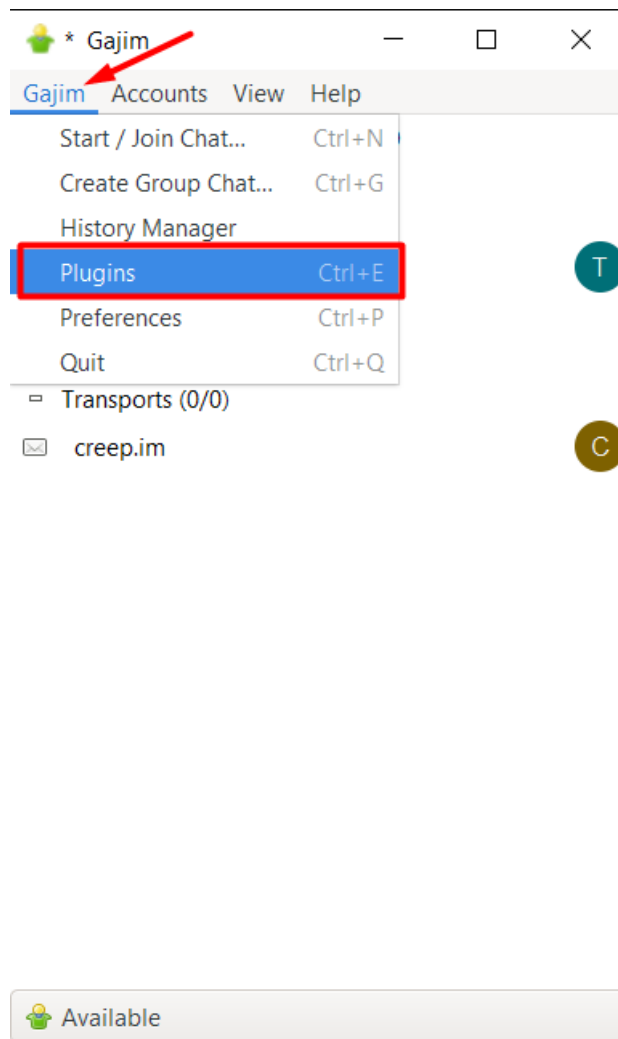 * Gajim
Gajim Accounts View Help
Start / Join Chat... Ctrl+N
Create Group Chat... Ctrl+G
History Manager
Plugins Ctrl+E
T
Preferences Ctrl+P
Quit Ctrl+Q
Transports (0/0)
creep.im
C
Available